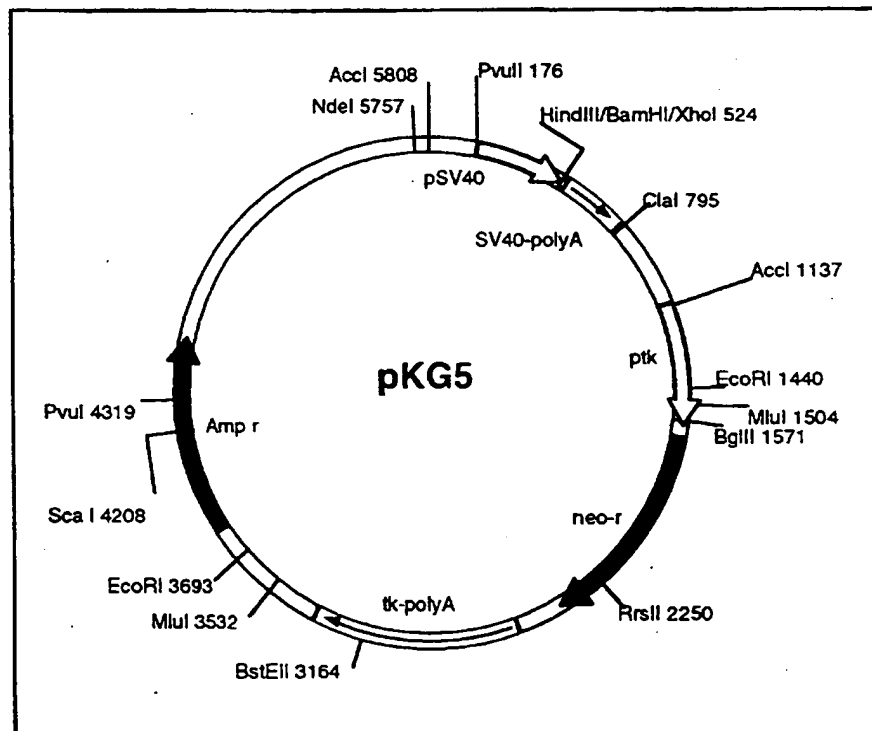 AccI 5808
PvuII 176
NdeI 5757
HindIII/BamHI/XhoI 524
pSV40
ClaI 795
SV40-polyA
AccI 1137
pKG5
ptk
EcoRI 1440
PvuI 4319
MluI 1504
Amp r
BglII 1571
Sca I 4208
neo-r
EcoRI 3693
tk-polyA
RrsII 2250
MluI 3532
BstEII 3164